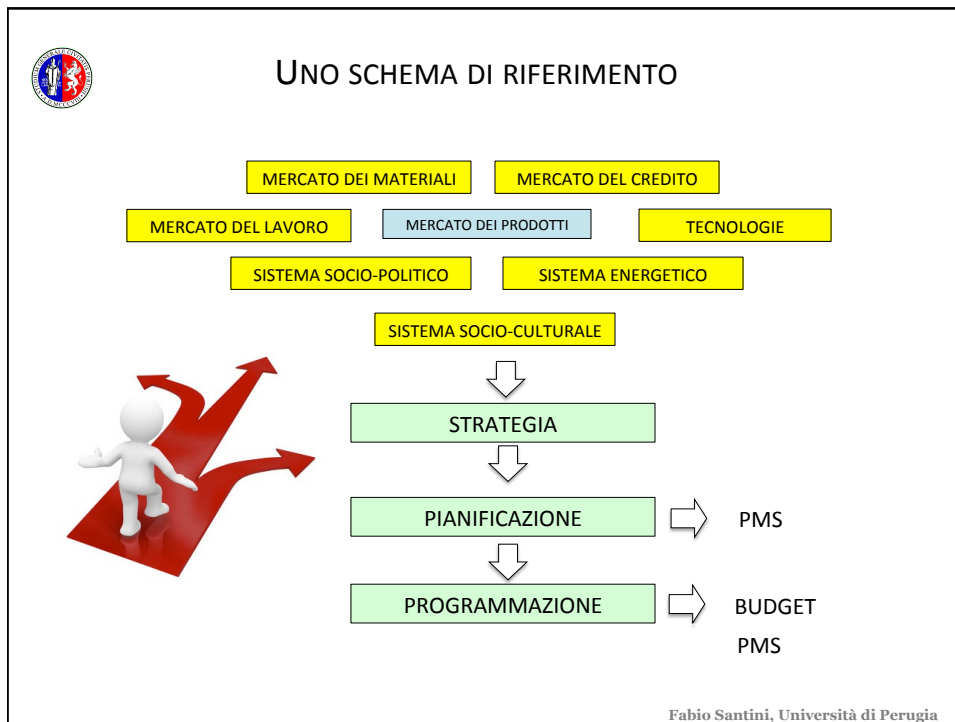 UNO SCHEMA DI RIFERIMENTO
MERCATO DEI MATERIALI
MERCATO DEL CREDITO
MERCATO DEL LAVORO
MERCATO DEI PRODOTTI
TECNOLOGIE
SISTEMA SOCIO-POLITICO
SISTEMA ENERGETICO
SISTEMA SOCIO-CULTURALE
STRATEGIA
PIANIFICAZIONE
PMS
PROGRAMMAZIONE
BUDGET
PMS
Fabio Santini, Università di Perugia